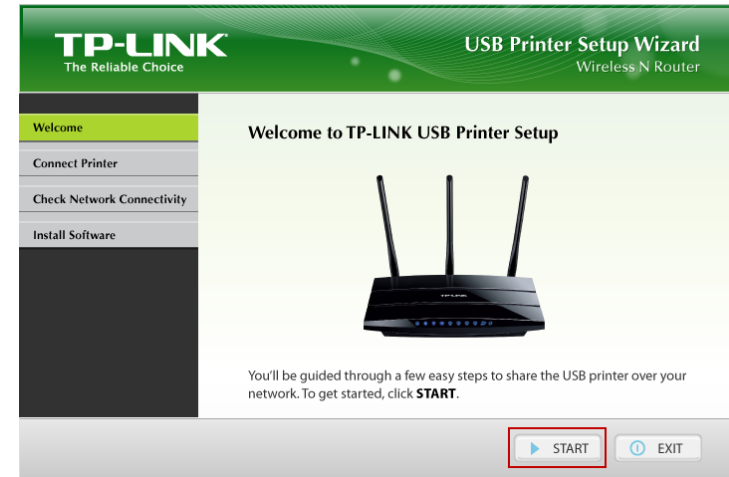 TP-LINK
The Reliable Choice
USB Printer Setup Wizard
Wireless N Router
Welcome
Connect Printer
Check Network Connectivity
Install Software
Welcome to TP-LINK USB Printer Setup
TP-LINK
You'll be guided through a few easy steps to share the USB printer over your
network. To get started, click START.
START
EXIT